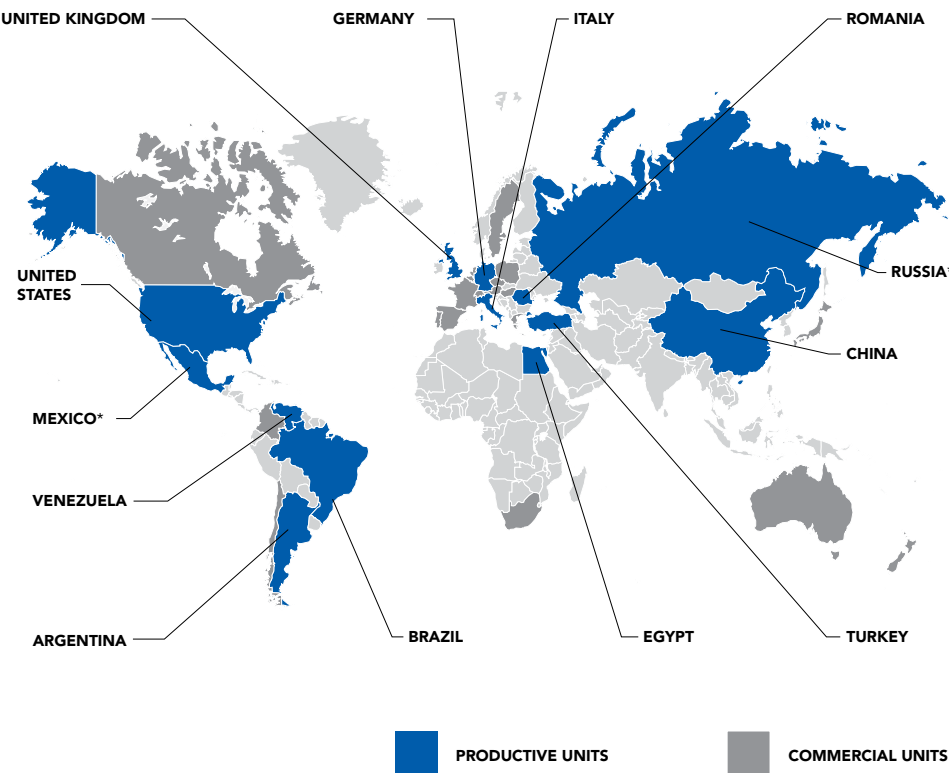 UNITED KINGDOM
GERMANY
ITALY
ROMANIA
UNITED
STATES
RUSSIA*
CHINA
MEXICO*
VENEZUELA
ARGENTINA
BRAZIL
EGYPT
TURKEY
PRODUCTIVE UNITS
COMMERCIAL UNITS